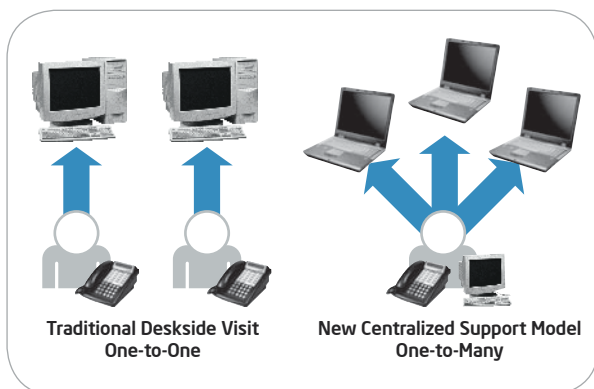 Traditional Deskside Visit
One-to-One
New Centralized Support Model
One-to-Many